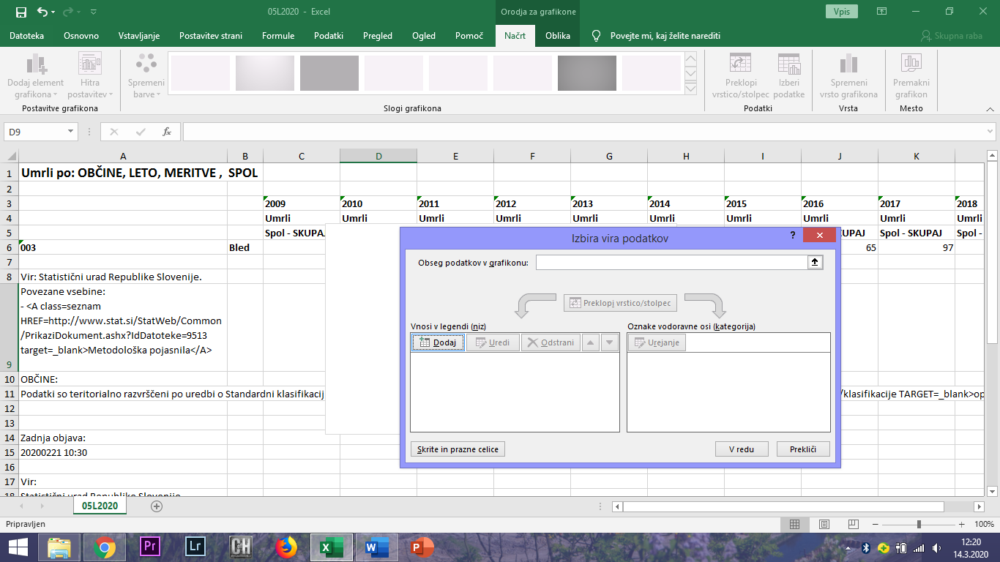 05L2020 - Excel
Orodja za grafikone
Vpis
Datoteka Osnovno Vstavljanje Postavitev strani Formule Podatki Pregled Ogled Pomoč Načrt Oblika Povejte mi, kaj želite narediti Skupna raba
Dodaj element grafikona
Hitra postavitev
Spremeni barve
Preklopi vrstico/stolpec
Izberi podatke
Spremeni vrsto grafikona
Premakni grafikon
Postavitve grafikona Slogi grafikona Podatki Vrsta Mesto
D9 fx
A B C D E F G H I J K
1 Umrli po: OBČINE, LETO, MERITVE , SPOL
2
3 2009 2010 2011 2012 2013 2014 2015 2016 2017 2018
4 Umrli Umrli Umrli Umrli Umrli Umrli Umrli Umrli Umrli Umrli
5 Spol - SKUPAJ Spol - SKUPAJ Spol -
6 003 Bled 65 97
7
8 Vir: Statistični urad Republike Slovenije.
Povezane vsebine:
- <A class=seznam
HREF=http://www.stat.si/StatWeb/Common
/PrikaziDokument.ashx?IdDatoteke=9513
target=_blank>Metodološka pojasnila</A>
9
10 OBČINE:
11 Podatki so teritorialno razvrščeni po uredbi o Standardni klasifikacij /klasifikacije TARGET=_blank>op
12
13
14 Zadnja objava:
15 20200221 10:30
16
17 Vir:
18 Statistični urad Republike Slovenije
Izbira vira podatkov
?
Obseg podatkov v grafikonu:
Preklopi vrstico/stolpec
Vnosi v legendi (niz)
Oznake vodoravne osi (kategorija)
Dodaj Uredi Odstrani
Urejanje
Skrite in prazne celice
V redu Prekliči
05L2020
Pripravljen
100%
Pr Lr CH X W P
12:20
14.3.2020